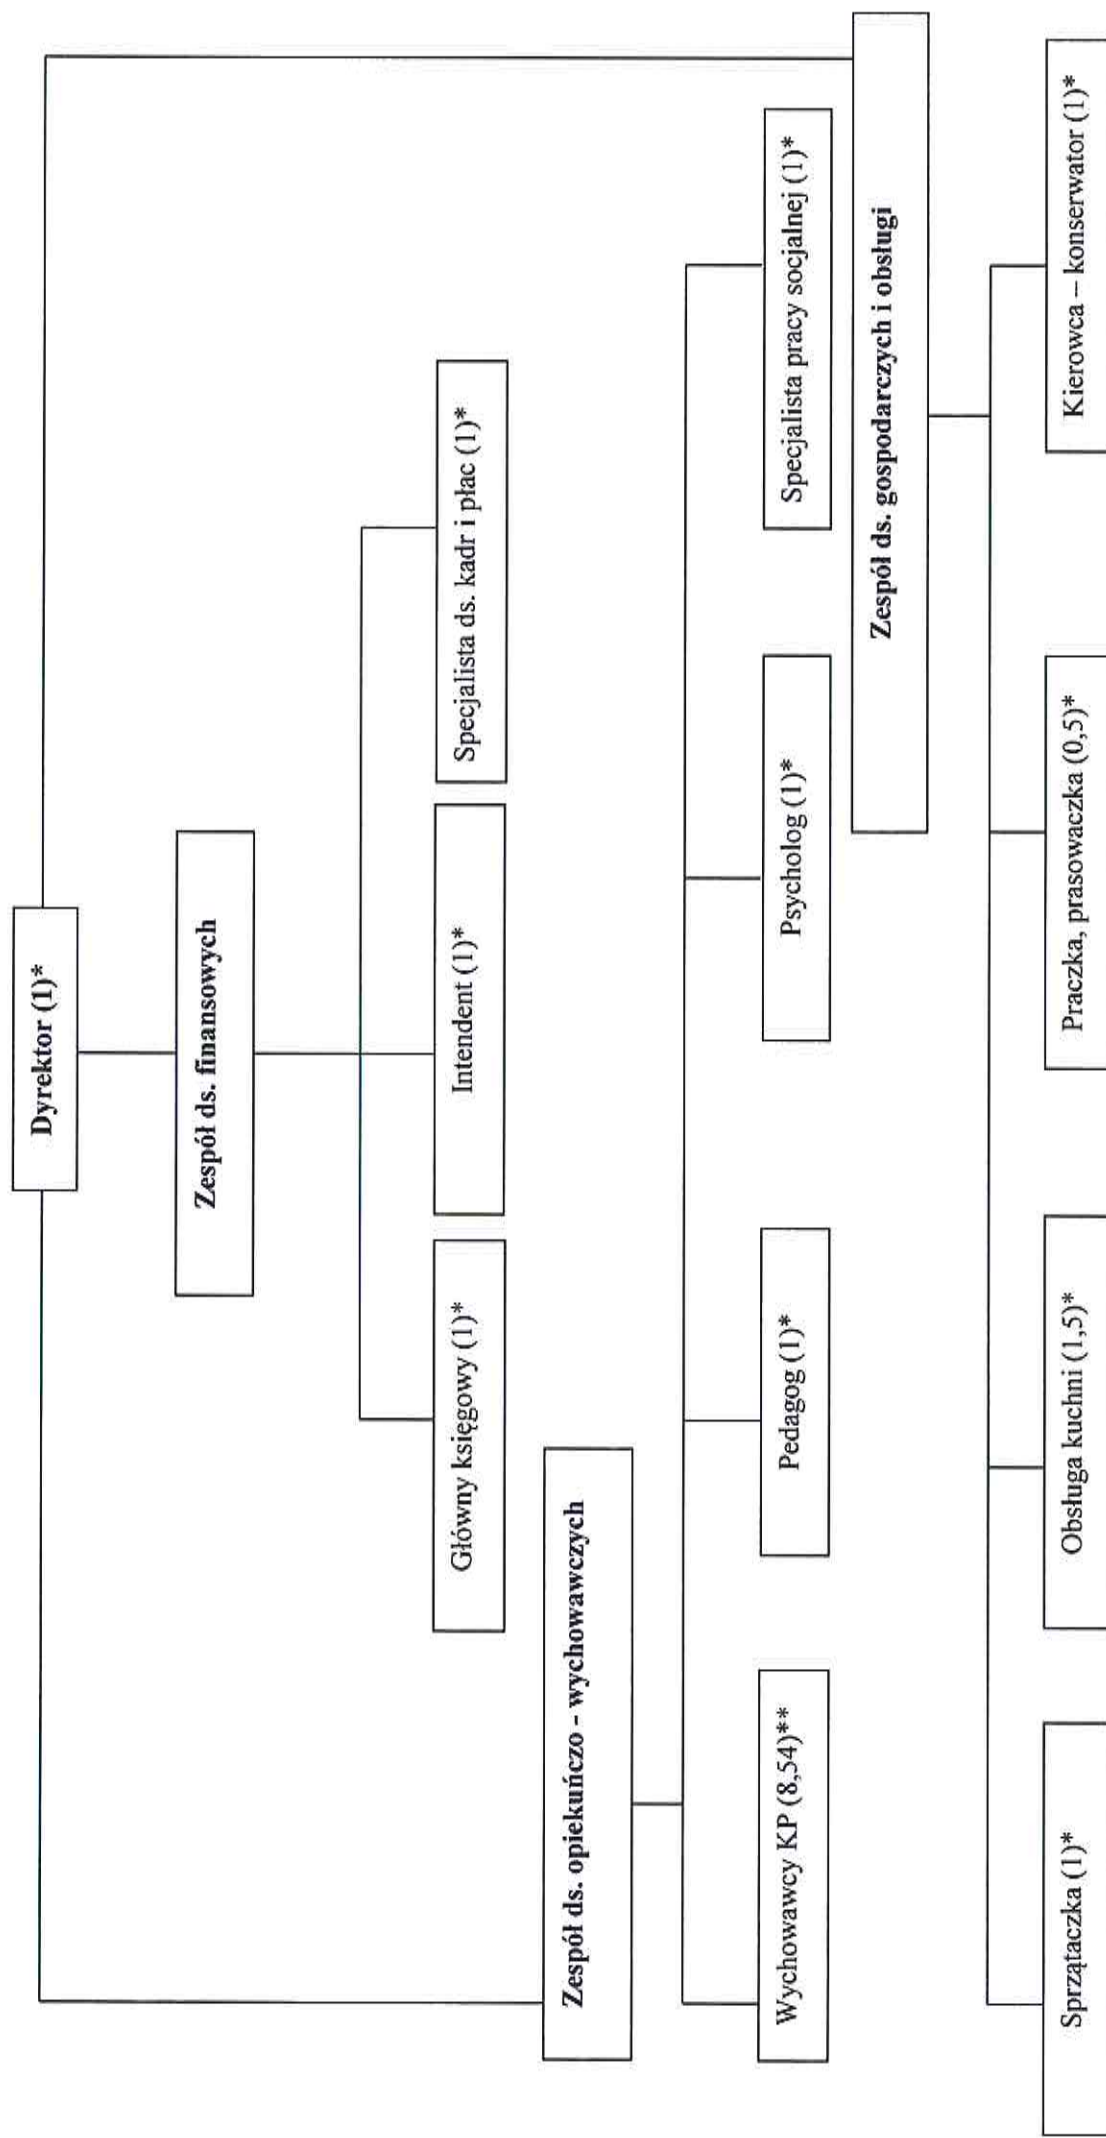 Dyrektor (1)*
Zespół ds. finansowych
Główny księgowy (1)*
Intendent (1)*
Specjalista ds. kadr i płac (1)*
Zespół ds. opiekuńczo - wychowawczych
Wychowawcy KP (8,54)**
Pedagog (1)*
Psycholog (1)*
Specjalista pracy socjalnej (1)*
Zespół ds. gospodarczych i obsługi
Sprzątaczka (1)*
Obsługa kuchni (1,5)*
Praczka, prasowaczka (0,5)*
Kierowca – konserwator (1)*